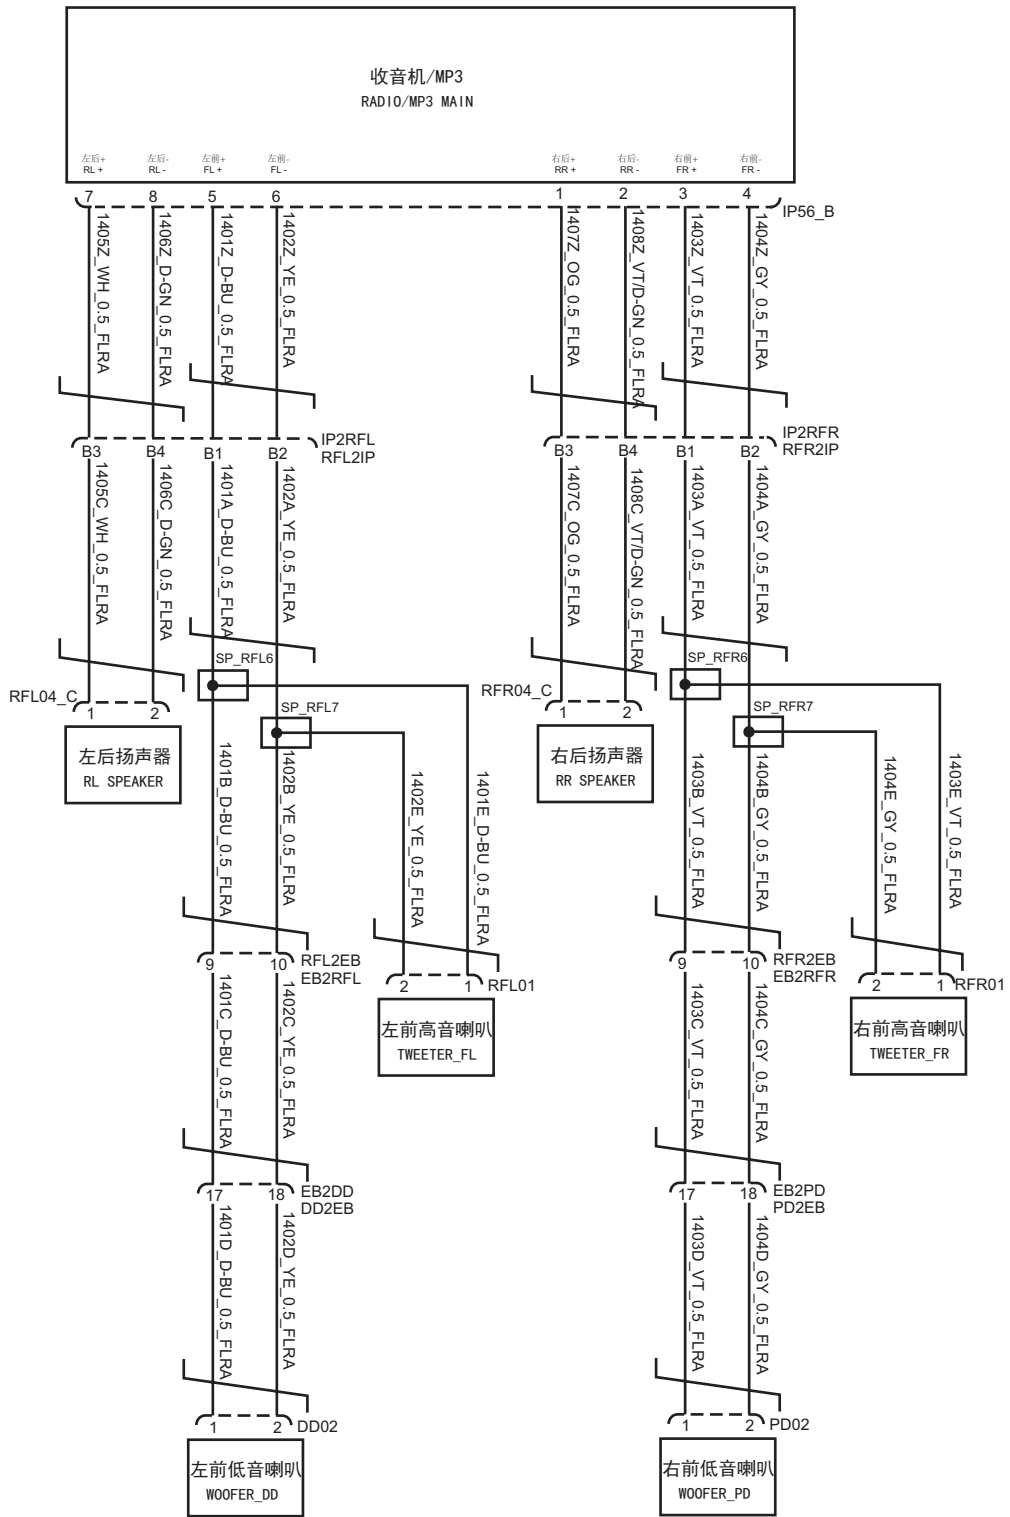 收音机/MP3
RADIO/MP3 MAIN
左后+ 左后- 左前+ 左前- 右后+ 右后- 右前+ 右前-
RL + RL - FL + FL - RR + RR - FR + FR -
7 8 5 6 1 2 3 4
IP56_B
1405Z_WH_0.5_FLRA
1406Z_D-GN_0.5_FLRA
1401Z_D-BU_0.5_FLRA
1402Z_YE_0.5_FLRA
1407Z_OG_0.5_FLRA
1408Z_VT/D-GN_0.5_FLRA
1403Z_VT_0.5_FLRA
1404Z_GY_0.5_FLRA
IP2RFL
RFL2IP
IP2RFR
RFR2IP
B3 B4 B1 B2 B3 B4 B1 B2
1405C_WH_0.5_FLRA
1406C_D-GN_0.5_FLRA
1401A_D-BU_0.5_FLRA
1402A_YE_0.5_FLRA
1407C_OG_0.5_FLRA
1408C_VT/D-GN_0.5_FLRA
1403A_VT_0.5_FLRA
1404A_GY_0.5_FLRA
SP_RFL6
SP_RFR6
RFL04_C
1 2
SP_RFL7
RFR04_C
1 2
SP_RFR7
左后扬声器
RL SPEAKER
右后扬声器
RR SPEAKER
1401B_D-BU_0.5_FLRA
1402B_YE_0.5_FLRA
1402E_YE_0.5_FLRA
1401E_D-BU_0.5_FLRA
1403B_VT_0.5_FLRA
1404B_GY_0.5_FLRA
1404E_GY_0.5_FLRA
1403E_VT_0.5_FLRA
9 10
RFL2EB
EB2RFL
2 1 RFL01
9 10
RFR2EB
EB2RFR
2 1 RFR01
左前高音喇叭
TWEETER_FL
右前高音喇叭
TWEETER_FR
1401C_D-BU_0.5_FLRA
1402C_YE_0.5_FLRA
1403C_VT_0.5_FLRA
1404C_GY_0.5_FLRA
17 18
EB2DD
DD2EB
17 18
EB2PD
PD2EB
1401D_D-BU_0.5_FLRA
1402D_YE_0.5_FLRA
1403D_VT_0.5_FLRA
1404D_GY_0.5_FLRA
1 2 DD02
1 2 PD02
左前低音喇叭
WOOFER_DD
右前低音喇叭
WOOFER_PD